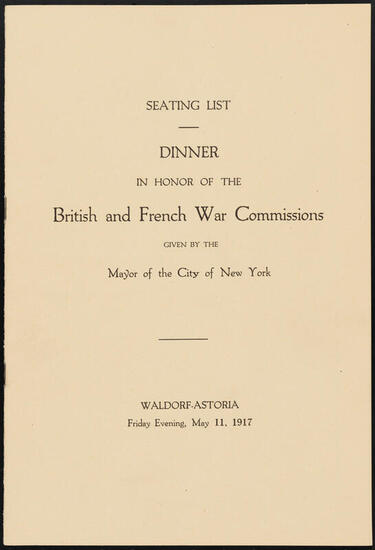 SEATING LIST
DINNER
IN HONOR OF THE
British and French War Commissions
GIVEN BY THE
Mayor of the City of New York
WALDORF-ASTORIA
Friday Evening, May 11, 1917